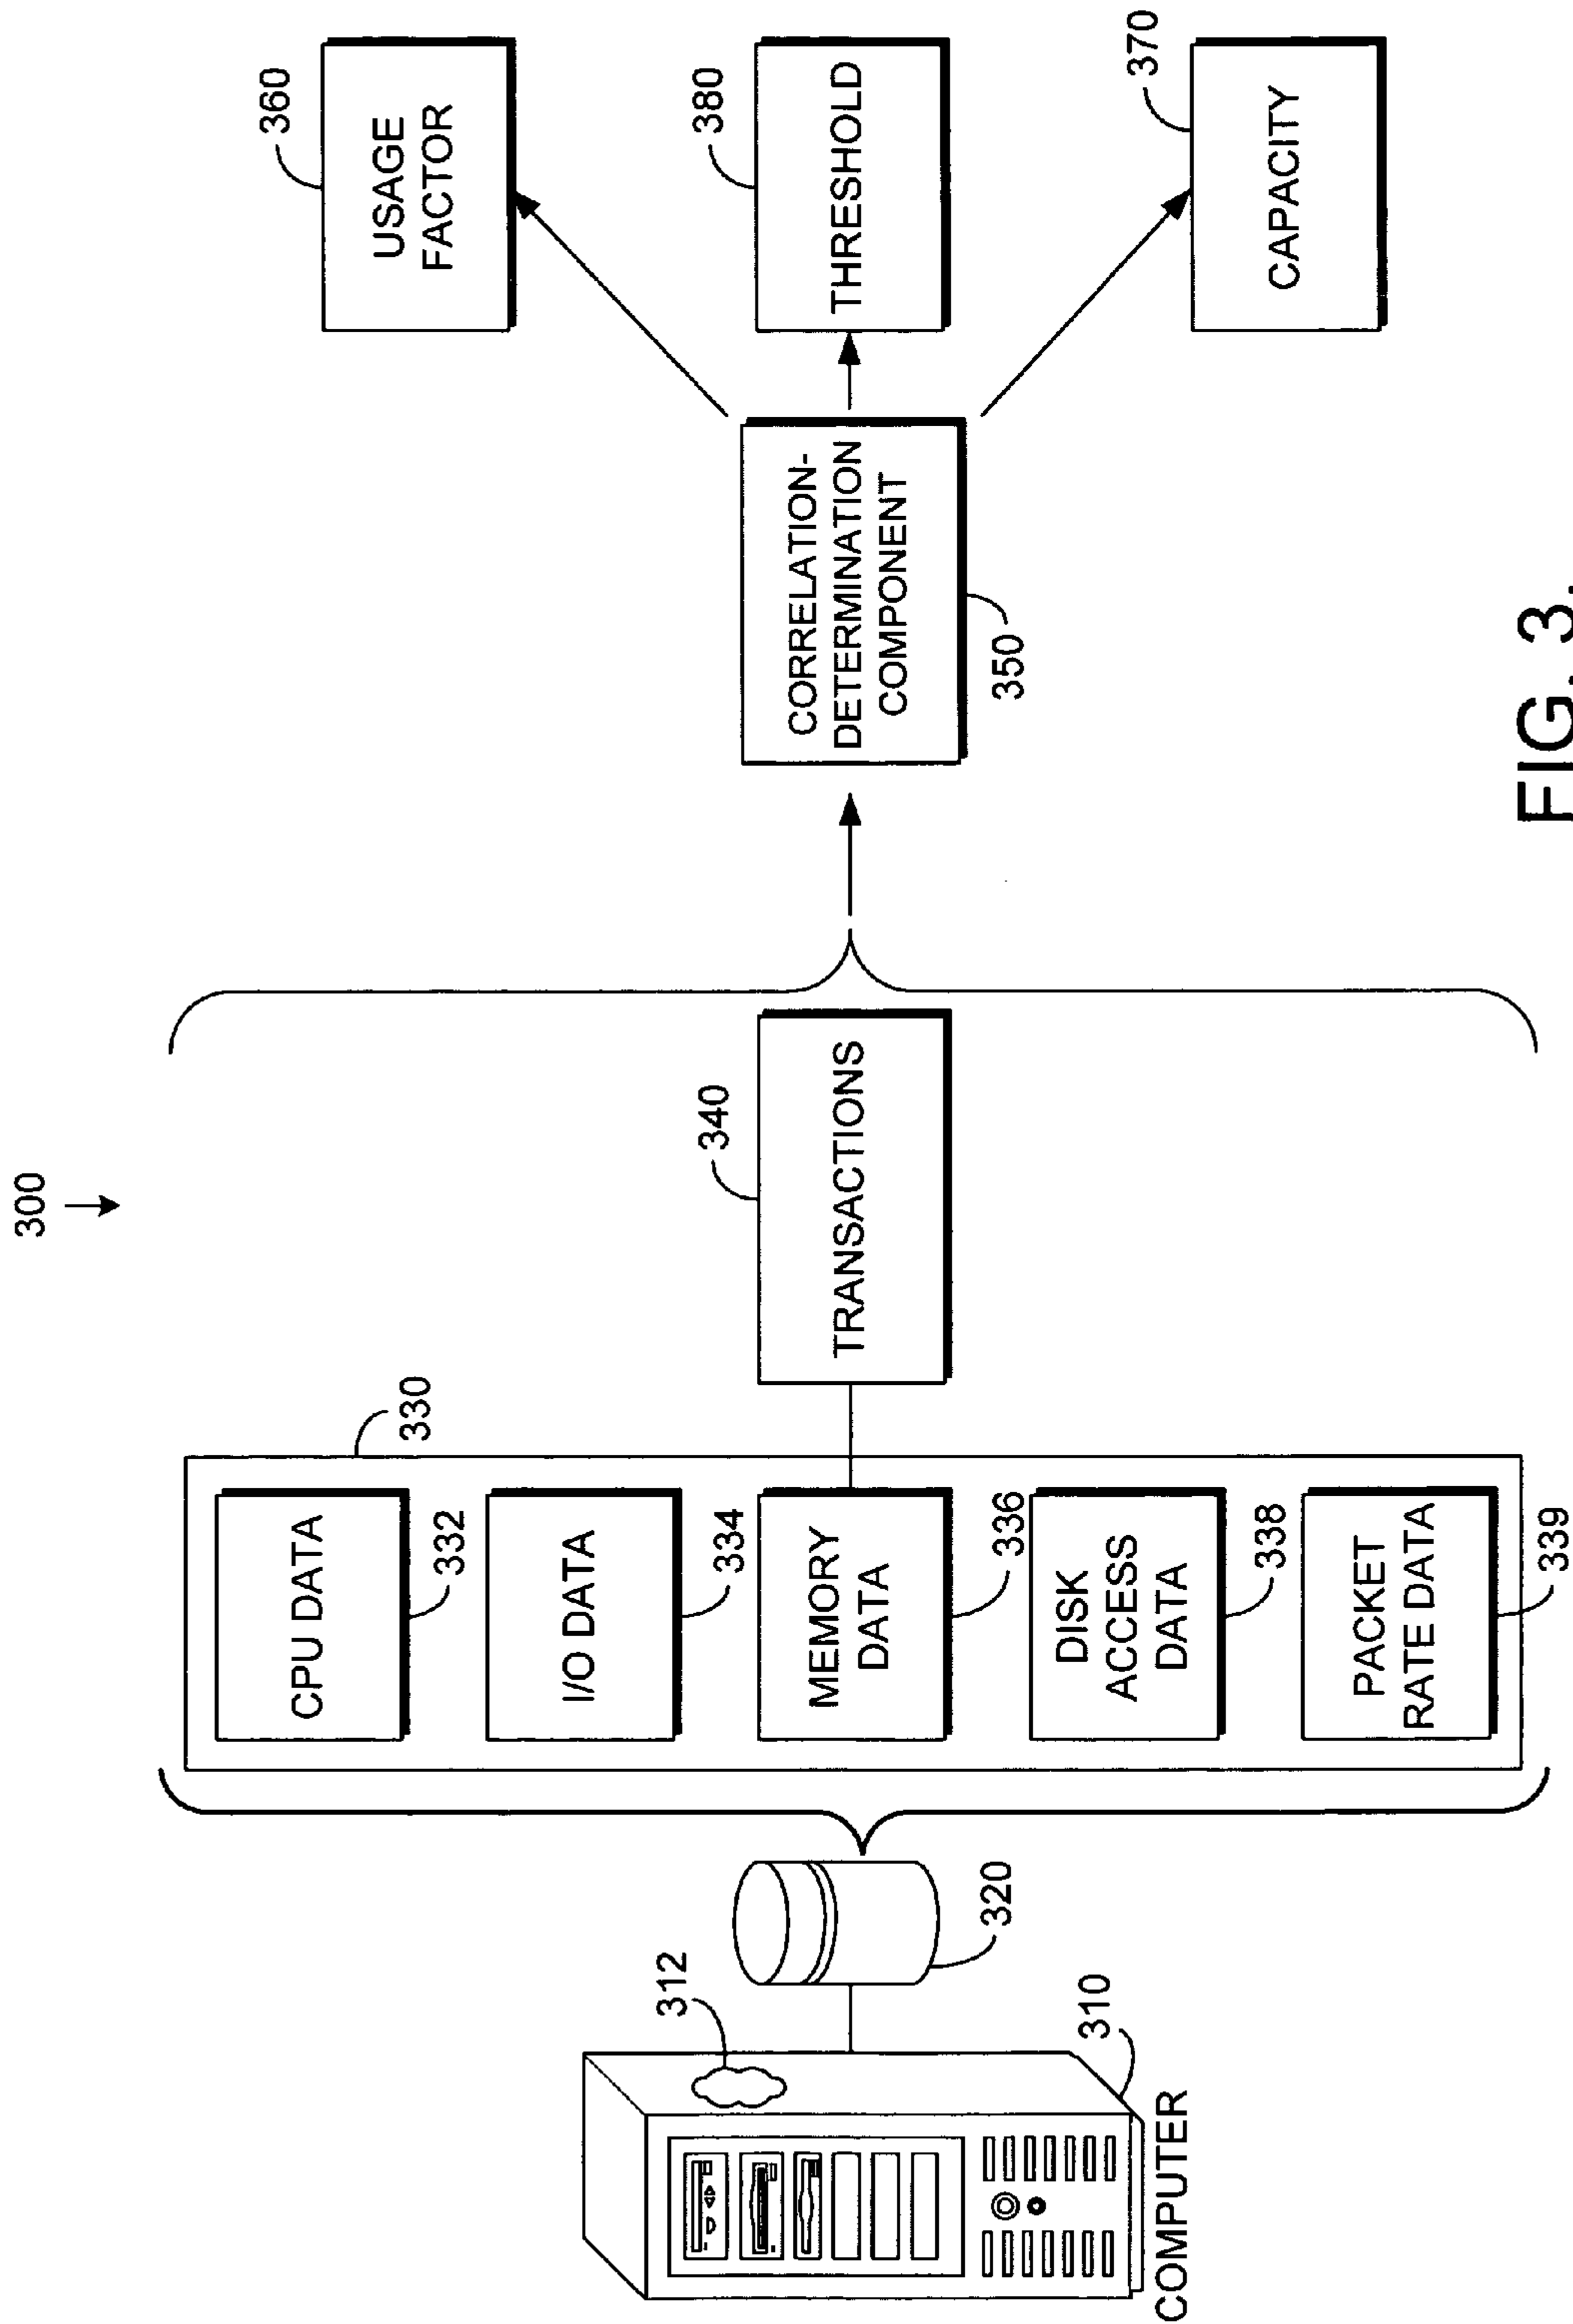 300
COMPUTER
310
312
320
330
CPU DATA
332
I/O DATA
334
MEMORY
DATA
336
DISK
ACCESS
DATA
338
PACKET
RATE DATA
339
340
TRANSACTIONS
CORRELATION-
DETERMINATION
COMPONENT
350
360
USAGE
FACTOR
380
THRESHOLD
370
CAPACITY
FIG. 3.